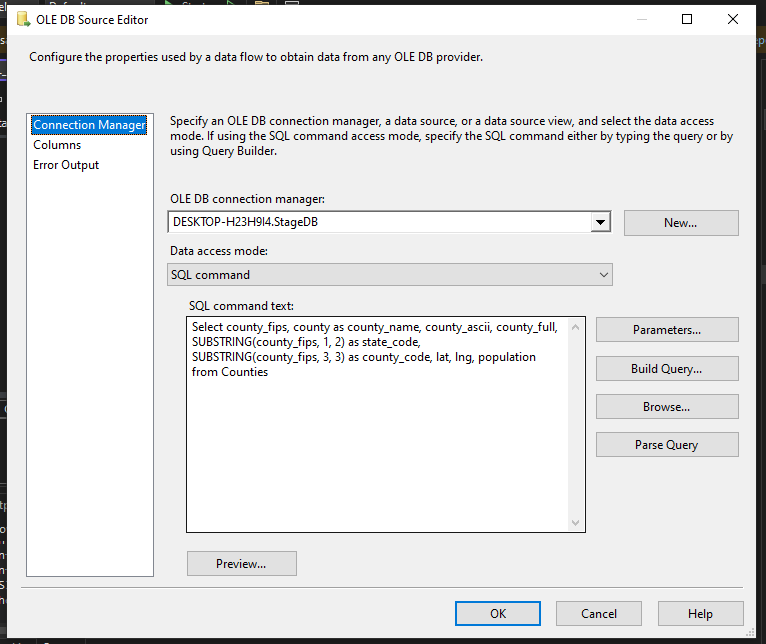 OLE DB Source Editor
Configure the properties used by a data flow to obtain data from any OLE DB provider.
Connection Manager
Columns
Error Output
Specify an OLE DB connection manager, a data source, or a data source view, and select the data access
mode. If using the SQL command access mode, specify the SQL command either by typing the query or by
using Query Builder.
OLE DB connection manager:
DESKTOP-H23H9I4.StageDB
New...
Data access mode:
SQL command
SQL command text:
Select county_fips, county as county_name, county_ascii, county_full,
SUBSTRING(county_fips, 1, 2) as state_code,
SUBSTRING(county_fips, 3, 3) as county_code, lat, lng, population
from Counties
Parameters...
Build Query...
Browse...
Parse Query
Preview...
OK
Cancel
Help